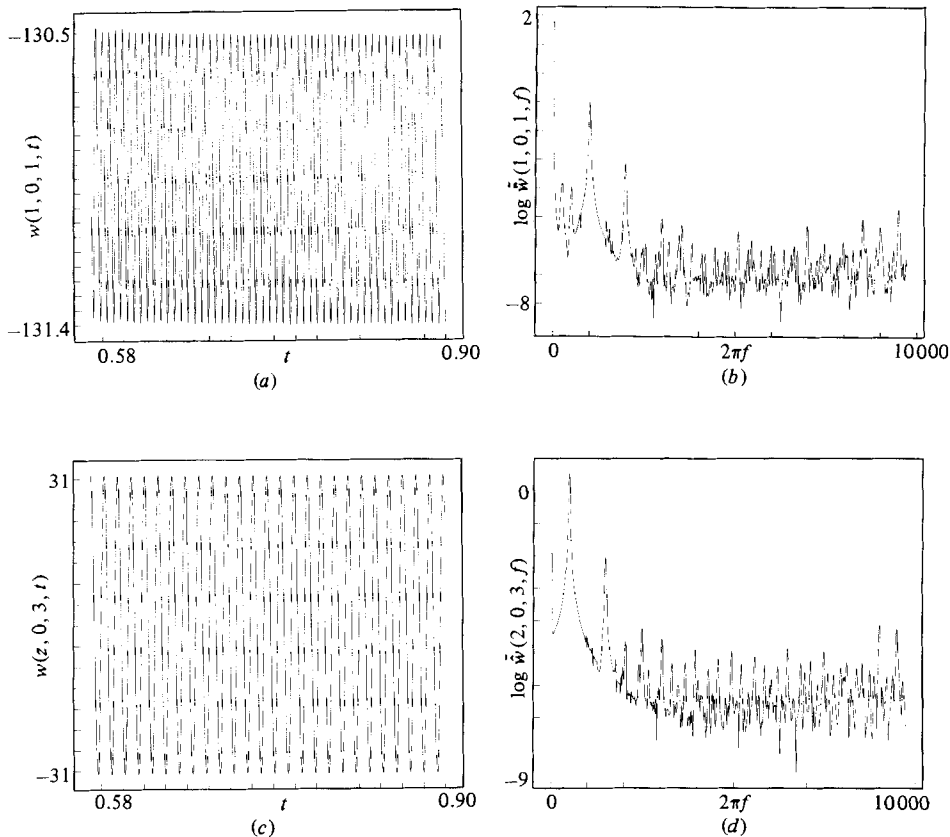 −130.5
w(1, 0, 1, t)
−131.4
0.58
t
0.90
(a)
2
log ŵ(1, 0, 1, f)
−8
0
2πf
10000
(b)
31
w(z, 0, 3, t)
−31
0.58
t
0.90
(c)
0
log ŵ(2, 0, 3, f)
−9
0
2πf
10000
(d)